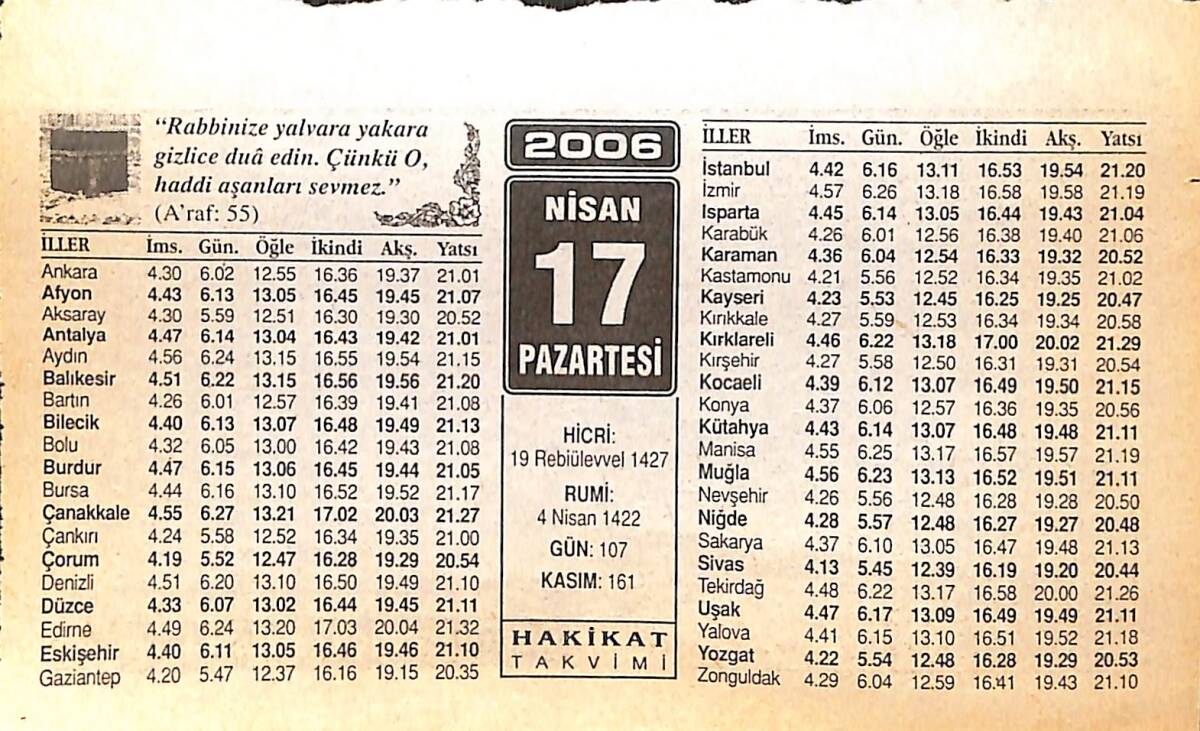 "Rabbinize yalvara yakara
gizlice duâ edin. Çünkü O,
haddi aşanları sevmez."
(A'raf: 55)
İLLER İms. Gün. Öğle İkindi Akş. Yatsı
Ankara 4.30 6.02 12.55 16.36 19.37 21.01
Afyon 4.43 6.13 13.05 16.45 19.45 21.07
Aksaray 4.30 5.59 12.51 16.30 19.30 20.52
Antalya 4.47 6.14 13.04 16.43 19.42 21.01
Aydın 4.56 6.24 13.15 16.55 19.54 21.15
Balıkesir 4.51 6.22 13.15 16.56 19.56 21.20
Bartın 4.26 6.01 12.57 16.39 19.41 21.08
Bilecik 4.40 6.13 13.07 16.48 19.49 21.13
Bolu 4.32 6.05 13.00 16.42 19.43 21.08
Burdur 4.47 6.15 13.06 16.45 19.44 21.05
Bursa 4.44 6.16 13.10 16.52 19.52 21.17
Çanakkale 4.55 6.27 13.21 17.02 20.03 21.27
Çankırı 4.24 5.58 12.52 16.34 19.35 21.00
Çorum 4.19 5.52 12.47 16.28 19.29 20.54
Denizli 4.51 6.20 13.10 16.50 19.49 21.10
Düzce 4.33 6.07 13.02 16.44 19.45 21.11
Edirne 4.49 6.24 13.20 17.03 20.04 21.32
Eskişehir 4.40 6.11 13.05 16.46 19.46 21.10
Gaziantep 4.20 5.47 12.37 16.16 19.15 20.35
2006
NİSAN
17
PAZARTESİ
HİCRİ:
19 Rebiülevvel 1427
RUMİ:
4 Nisan 1422
GÜN: 107
KASIM: 161
HAKİKAT
TAKVİMİ
İLLER İms. Gün. Öğle İkindi Akş. Yatsı
İstanbul 4.42 6.16 13.11 16.53 19.54 21.20
İzmir 4.57 6.26 13.18 16.58 19.58 21.19
Isparta 4.45 6.14 13.05 16.44 19.43 21.04
Karabük 4.26 6.01 12.56 16.38 19.40 21.06
Karaman 4.36 6.04 12.54 16.33 19.32 20.52
Kastamonu 4.21 5.56 12.52 16.34 19.35 21.02
Kayseri 4.23 5.53 12.45 16.25 19.25 20.47
Kırıkkale 4.27 5.59 12.53 16.34 19.34 20.58
Kırklareli 4.46 6.22 13.18 17.00 20.02 21.29
Kırşehir 4.27 5.58 12.50 16.31 19.31 20.54
Kocaeli 4.39 6.12 13.07 16.49 19.50 21.15
Konya 4.37 6.06 12.57 16.36 19.35 20.56
Kütahya 4.43 6.14 13.07 16.48 19.48 21.11
Manisa 4.55 6.25 13.17 16.57 19.57 21.19
Muğla 4.56 6.23 13.13 16.52 19.51 21.11
Nevşehir 4.26 5.56 12.48 16.28 19.28 20.50
Niğde 4.28 5.57 12.48 16.27 19.27 20.48
Sakarya 4.37 6.10 13.05 16.47 19.48 21.13
Sivas 4.13 5.45 12.39 16.19 19.20 20.44
Tekirdağ 4.48 6.22 13.17 16.58 20.00 21.26
Uşak 4.47 6.17 13.09 16.49 19.49 21.11
Yalova 4.41 6.15 13.10 16.51 19.52 21.18
Yozgat 4.22 5.54 12.48 16.28 19.29 20.53
Zonguldak 4.29 6.04 12.59 16.41 19.43 21.10